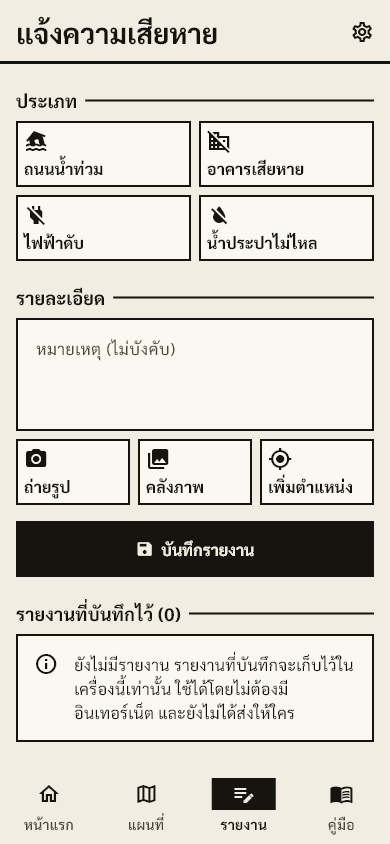 แจ้งความเสียหาย
ประเภท
ถนนน้ำท่วม
อาคารเสียหาย
ไฟฟ้าดับ
น้ำประปาไม่ไหล
รายละเอียด
หมายเหตุ (ไม่บังคับ)
ถ่ายรูป
คลังภาพ
เพิ่มตำแหน่ง
บันทึกรายงาน
รายงานที่บันทึกไว้ (0)
ยังไม่มีรายงาน รายงานที่บันทึกจะเก็บไว้ใน
เครื่องนี้เท่านั้น ใช้ได้โดยไม่ต้องมี
อินเทอร์เน็ต และยังไม่ได้ส่งให้ใคร
หน้าแรก
แผนที่
รายงาน
คู่มือ